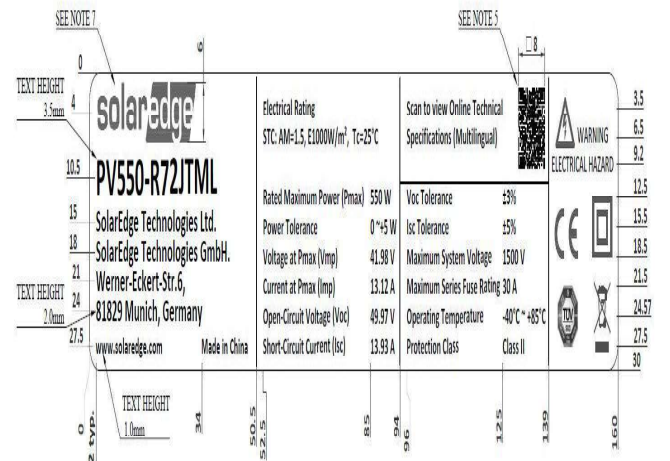 SEE NOTE 7
SEE NOTE 5
6
□8
0
TEXT HEIGHT
3.5mm
4
10.5
15
18
21
TEXT HEIGHT
2.0mm
24
27.5
solaredge
PV550-R72JTML
SolarEdge Technologies Ltd.
SolarEdge Technologies GmbH.
Werner-Eckert-Str.6,
81829 Munich, Germany
www.solaredge.com Made in China
Electrical Rating
STC: AM=1.5, E1000W/m², Tc=25°C
Rated Maximum Power (Pmax) 550 W
Power Tolerance 0 ~+5 W
Voltage at Pmax (Vmp) 41.98 V
Current at Pmax (Imp) 13.12 A
Open-Circuit Voltage (Voc) 49.97 V
Short-Circuit Current (Isc) 13.93 A
Scan to view Online Technical
Specifications (Multilingual)
Voc Tolerance ±3%
Isc Tolerance ±5%
Maximum System Voltage 1500 V
Maximum Series Fuse Rating 30 A
Operating Temperature -40°C ~ +85°C
Protection Class Class II
WARNING
ELECTRICAL HAZARD
CE
TÜV
3.5
6.5
9.2
12.5
15.5
18.5
21.5
24.57
27.5
30
TEXT HEIGHT
1.0mm
0
2 typ.
34
50.5
52.5
85
94
96
125
139
160